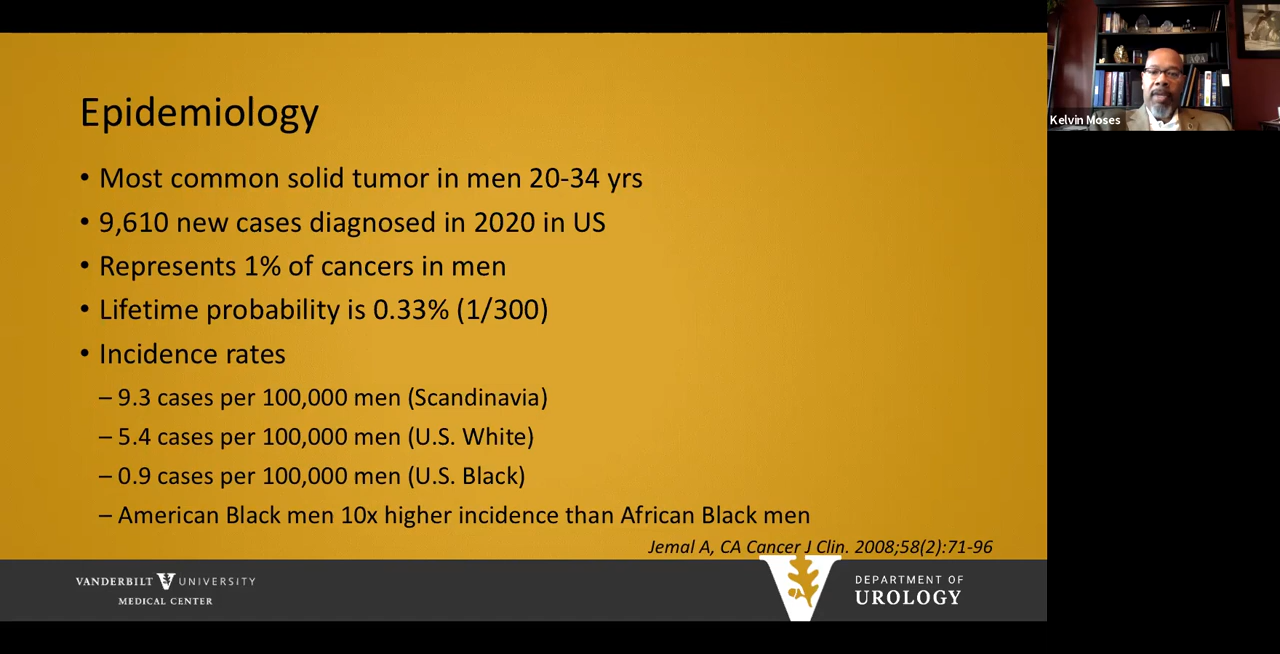 Epidemiology
• Most common solid tumor in men 20-34 yrs
• 9,610 new cases diagnosed in 2020 in US
• Represents 1% of cancers in men
• Lifetime probability is 0.33% (1/300)
• Incidence rates
– 9.3 cases per 100,000 men (Scandinavia)
– 5.4 cases per 100,000 men (U.S. White)
– 0.9 cases per 100,000 men (U.S. Black)
– American Black men 10x higher incidence than African Black men
Jemal A, CA Cancer J Clin. 2008;58(2):71-96
VANDERBILT V UNIVERSITY
MEDICAL CENTER
DEPARTMENT OF
UROLOGY
Kelvin Moses